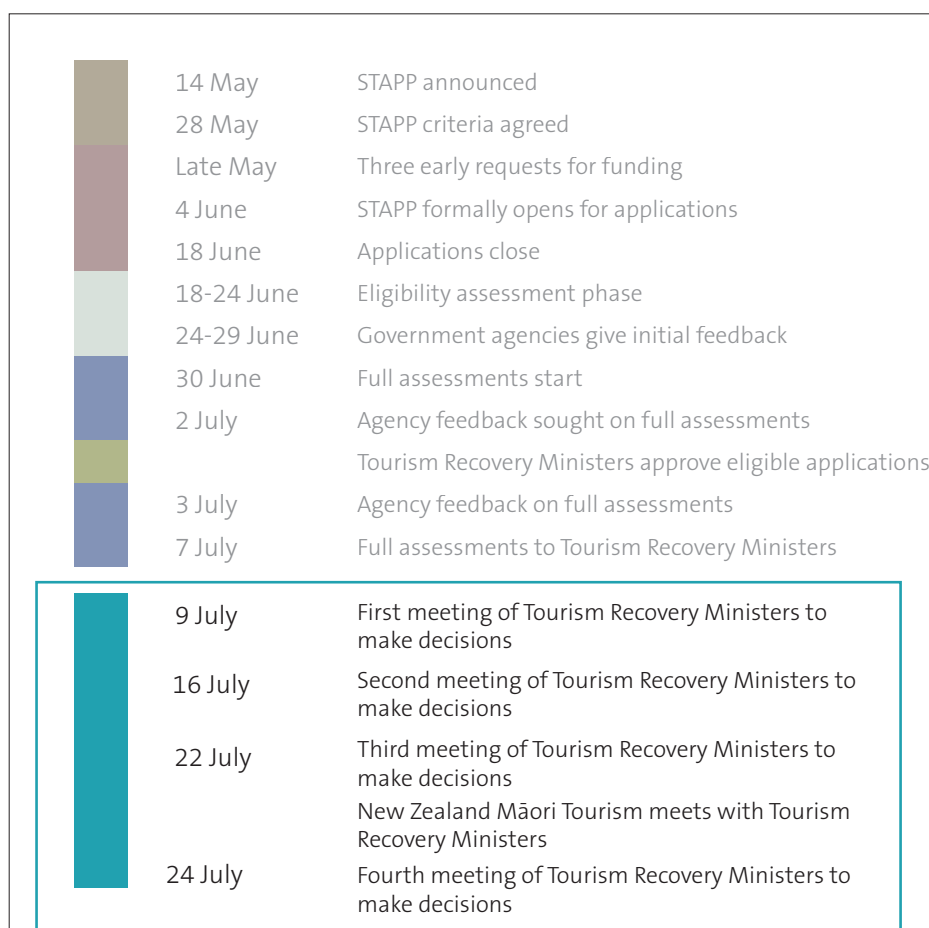 14 May STAPP announced
28 May STAPP criteria agreed
Late May Three early requests for funding
4 June STAPP formally opens for applications
18 June Applications close
18-24 June Eligibility assessment phase
24-29 June Government agencies give initial feedback
30 June Full assessments start
2 July Agency feedback sought on full assessments
Tourism Recovery Ministers approve eligible applications
3 July Agency feedback on full assessments
7 July Full assessments to Tourism Recovery Ministers
9 July First meeting of Tourism Recovery Ministers to
make decisions
16 July Second meeting of Tourism Recovery Ministers to
make decisions
22 July Third meeting of Tourism Recovery Ministers to
make decisions
New Zealand Māori Tourism meets with Tourism
Recovery Ministers
24 July Fourth meeting of Tourism Recovery Ministers to
make decisions